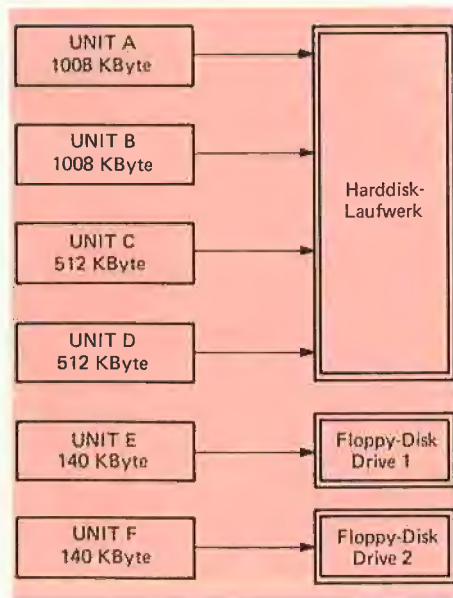 UNIT A
1008 KByte
UNIT B
1008 KByte
UNIT C
512 KByte
UNIT D
512 KByte
Harddisk-
Laufwerk
UNIT E
140 KByte
Floppy-Disk
Drive 1
UNIT F
140 KByte
Floppy-Disk
Drive 2